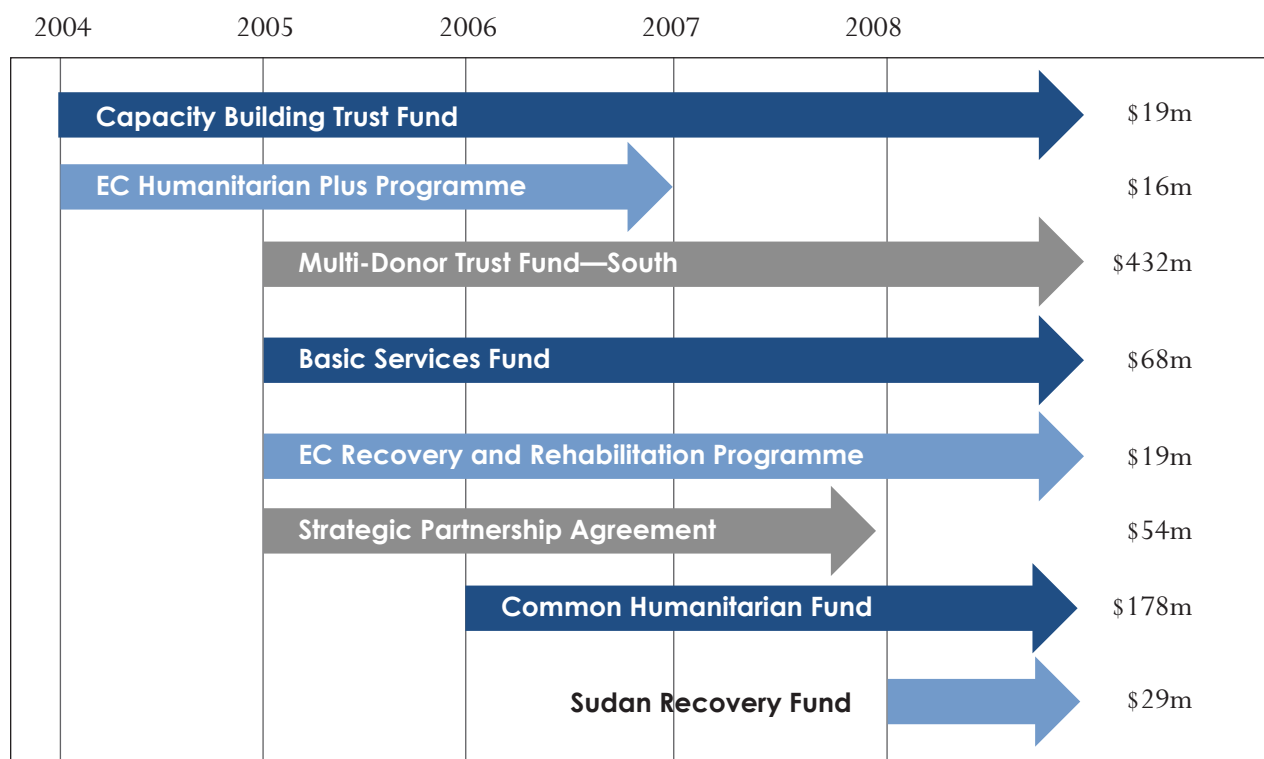 2004 2005 2006 2007 2008
Capacity Building Trust Fund $19m
EC Humanitarian Plus Programme $16m
Multi-Donor Trust Fund—South $432m
Basic Services Fund $68m
EC Recovery and Rehabilitation Programme $19m
Strategic Partnership Agreement $54m
Common Humanitarian Fund $178m
Sudan Recovery Fund $29m